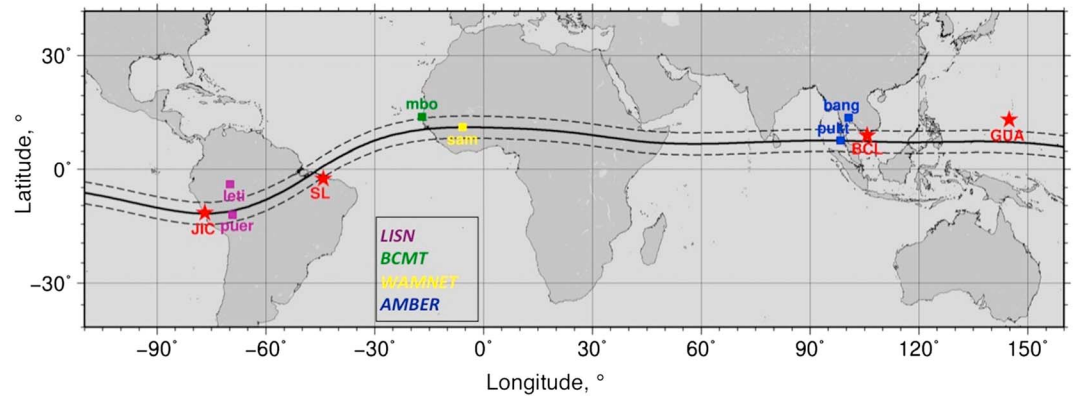 30°
0°
−30°
Latitude, °
mbo
sam
bang
pukt
BCL
GUA
leti
SL
JIC
puer
LISN
BCMT
WAMNET
AMBER
−90°
−60°
−30°
0°
30°
60°
90°
120°
150°
Longitude, °